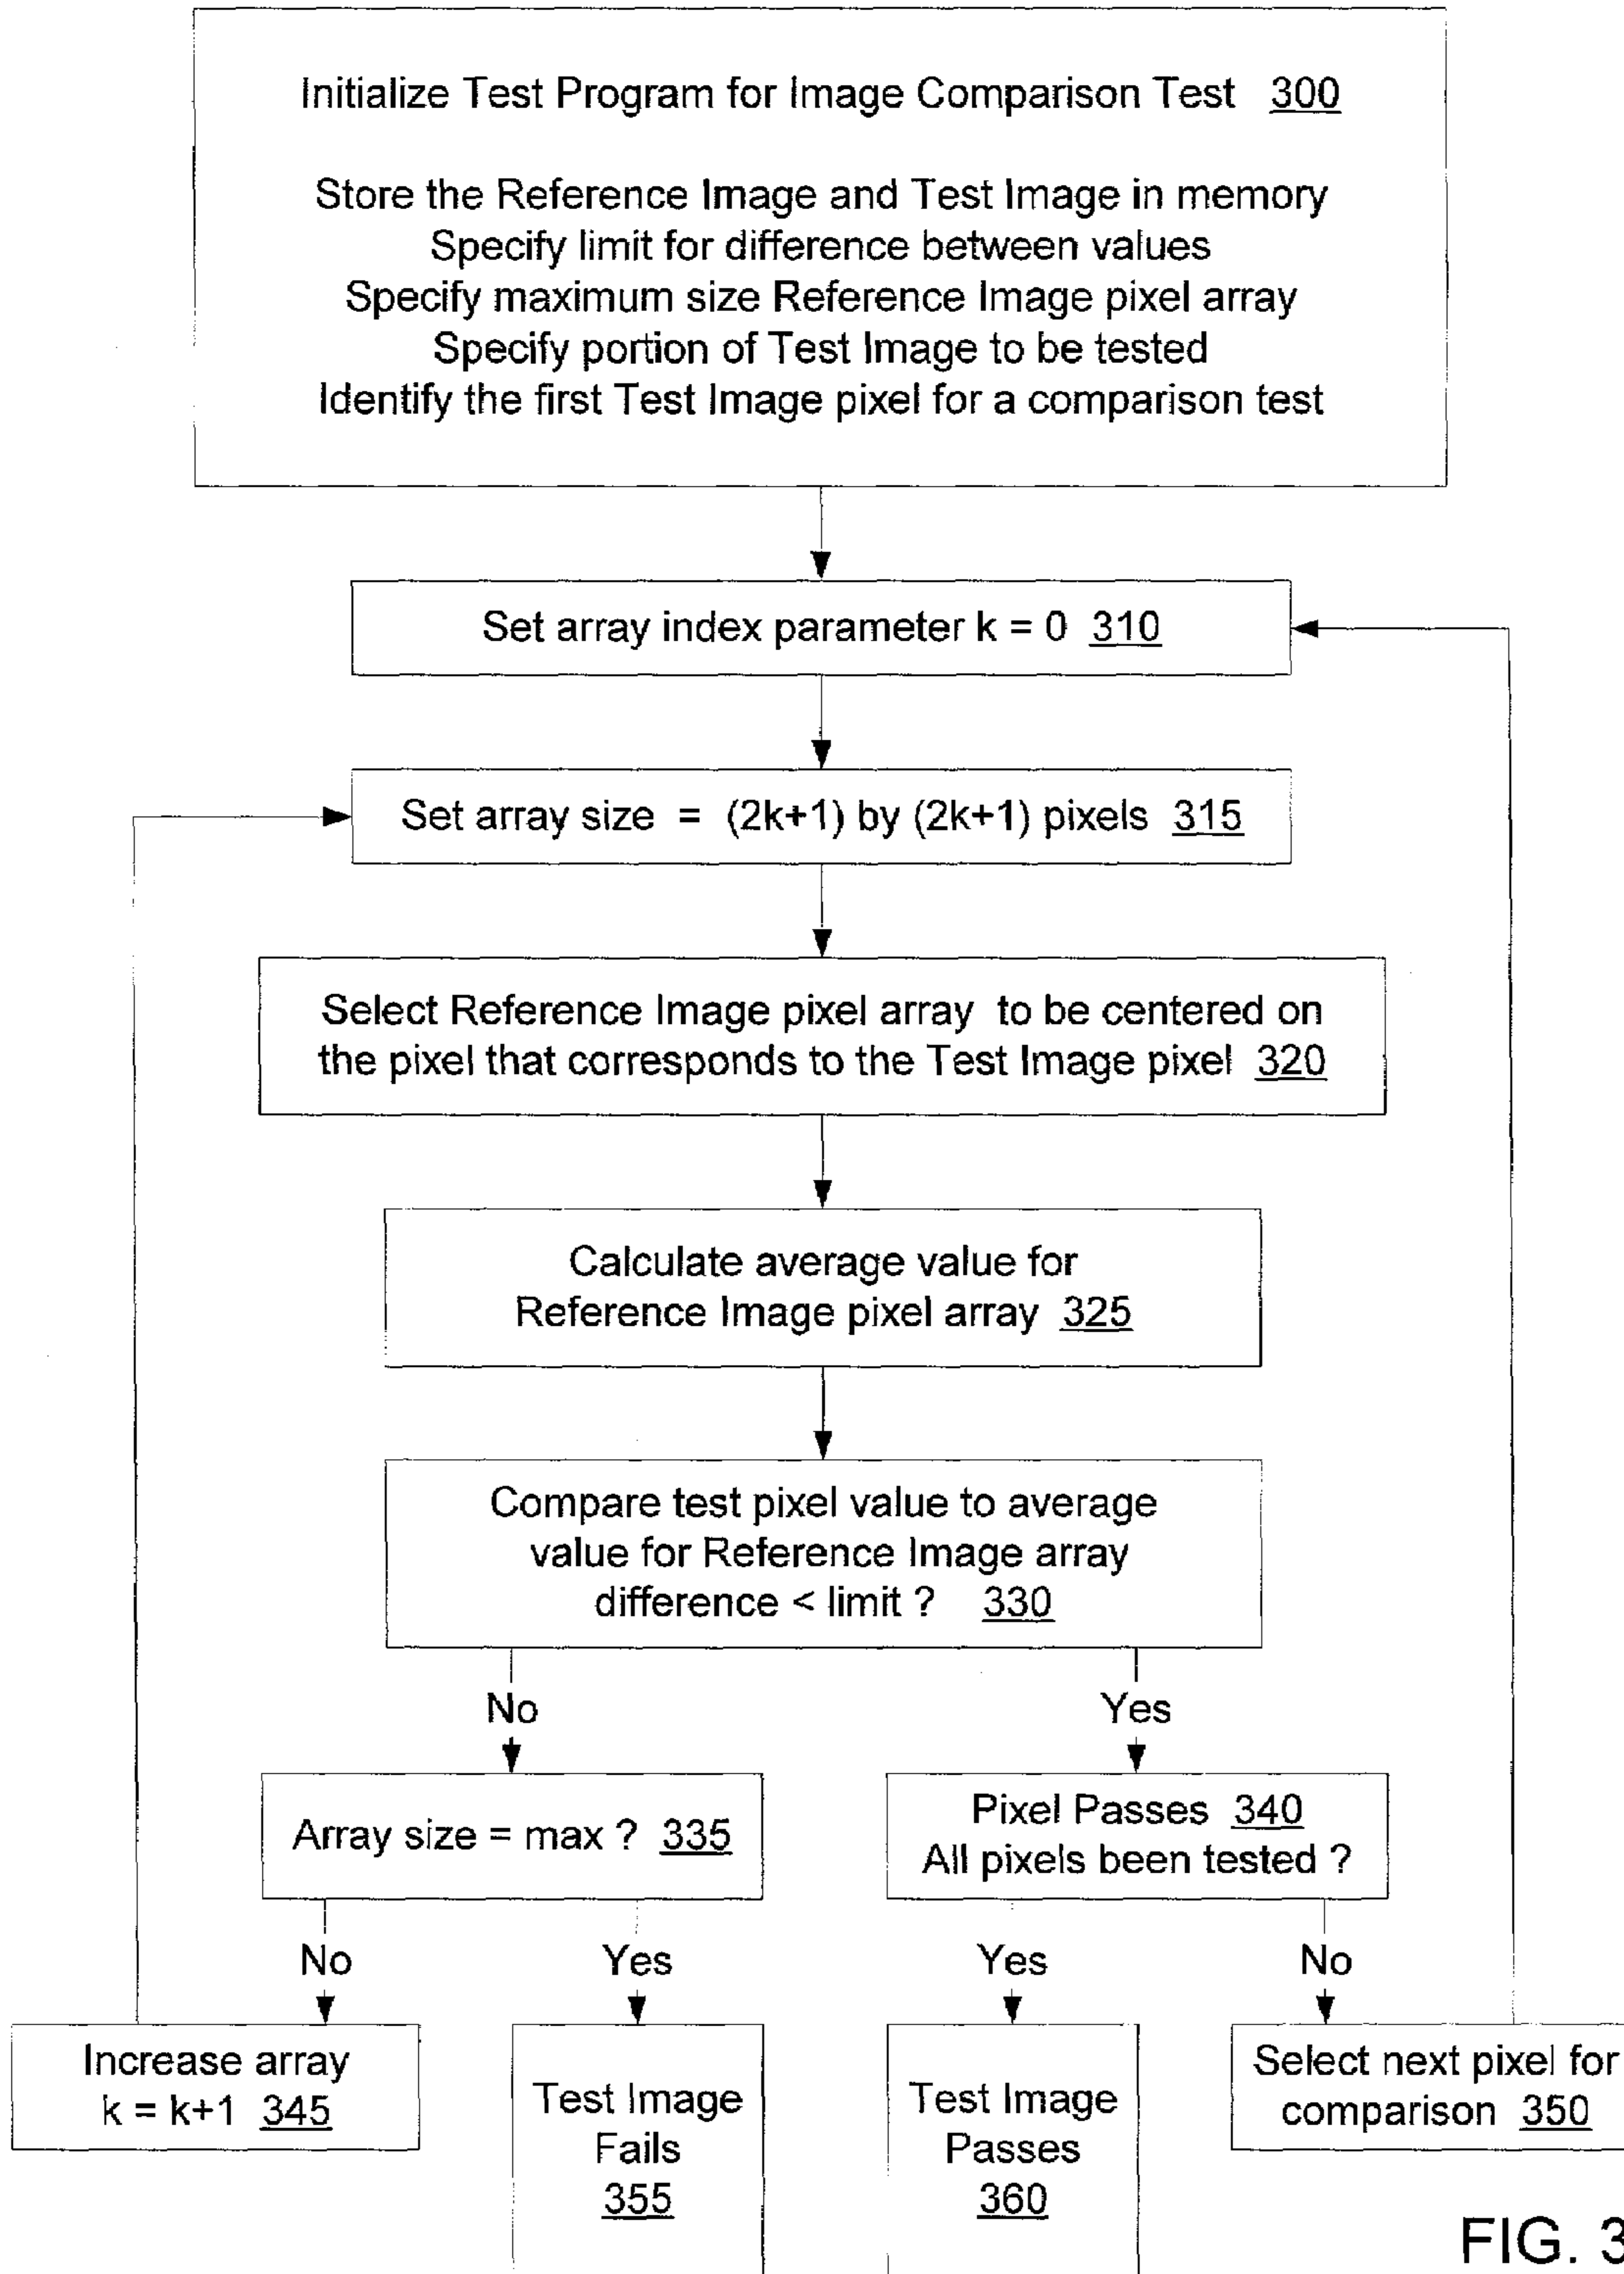 Initialize Test Program for Image Comparison Test 300
Store the Reference Image and Test Image in memory
Specify limit for difference between values
Specify maximum size Reference Image pixel array
Specify portion of Test Image to be tested
Identify the first Test Image pixel for a comparison test
Set array index parameter k = 0 310
Set array size = (2k+1) by (2k+1) pixels 315
Select Reference Image pixel array to be centered on
the pixel that corresponds to the Test Image pixel 320
Calculate average value for
Reference Image pixel array 325
Compare test pixel value to average
value for Reference Image array
difference < limit ? 330
No
Yes
Array size = max ? 335
Pixel Passes 340
All pixels been tested ?
No
Yes
Yes
No
Increase array
k = k+1 345
Test Image
Fails
355
Test Image
Passes
360
Select next pixel for
comparison 350
FIG. 3